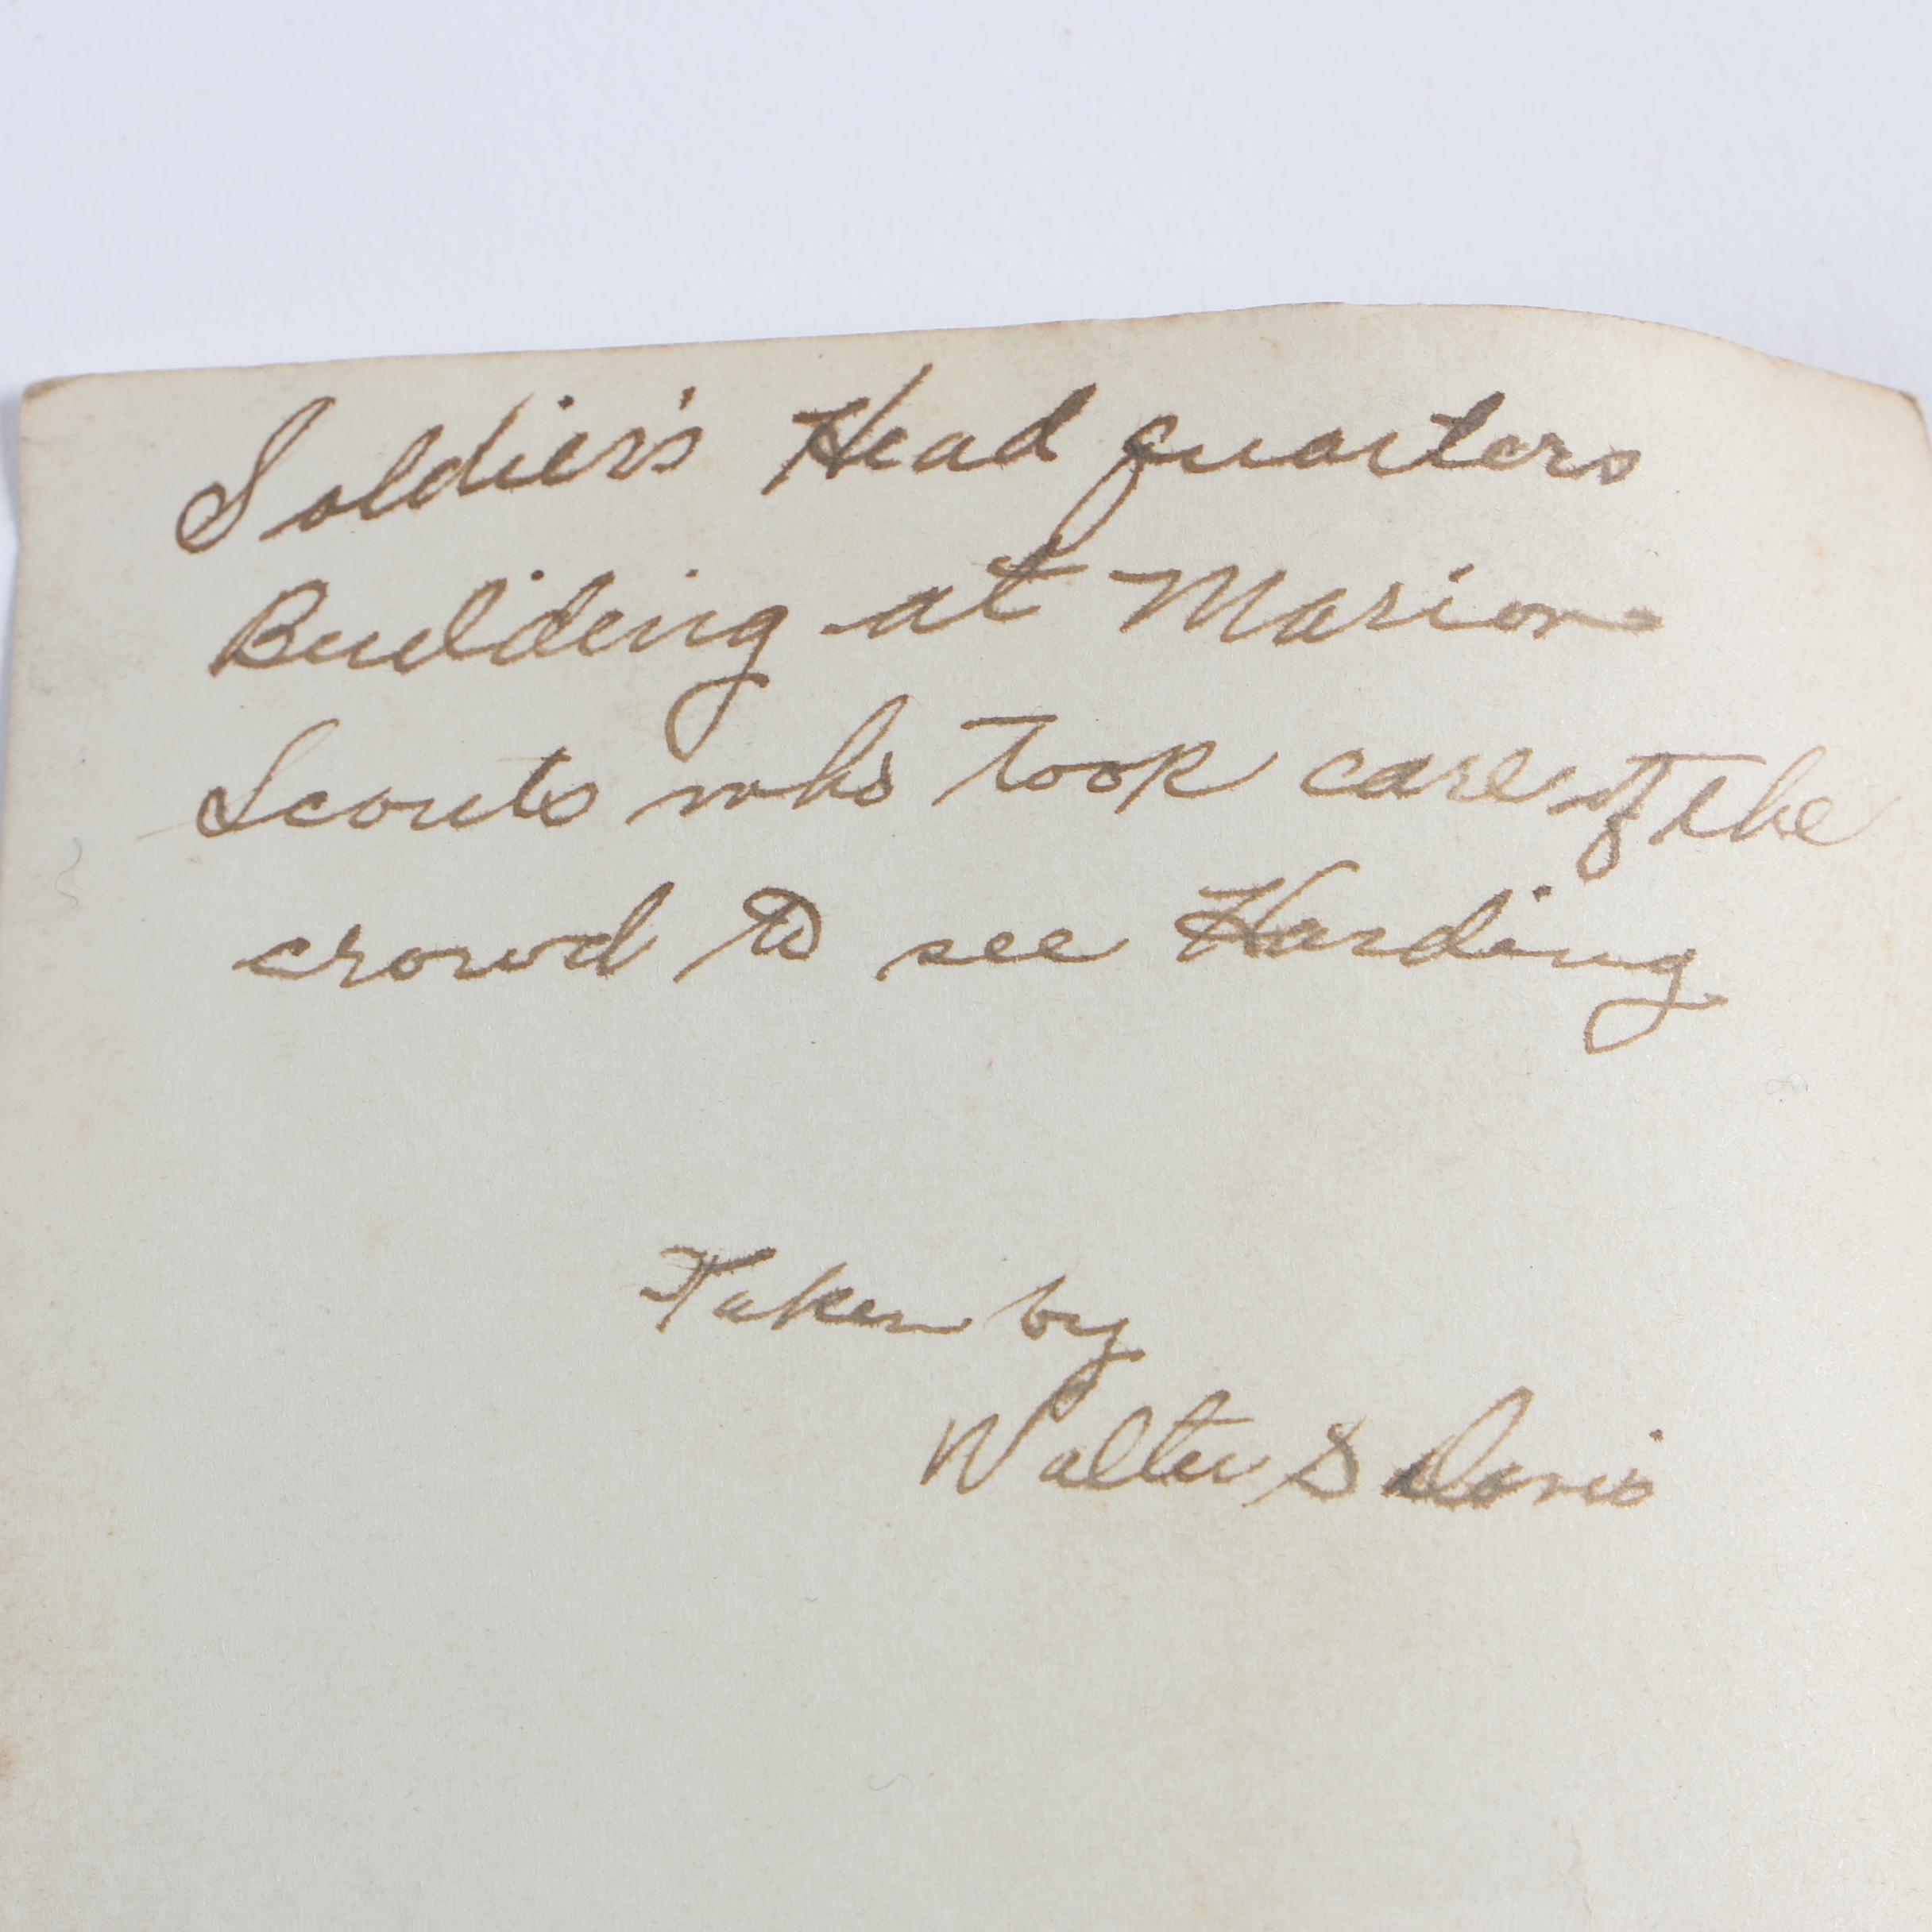 Soldier's Head quarters
Building at Marion
Scouts who took care of the
crowd to see Harding
Taken by
Walter S Davis